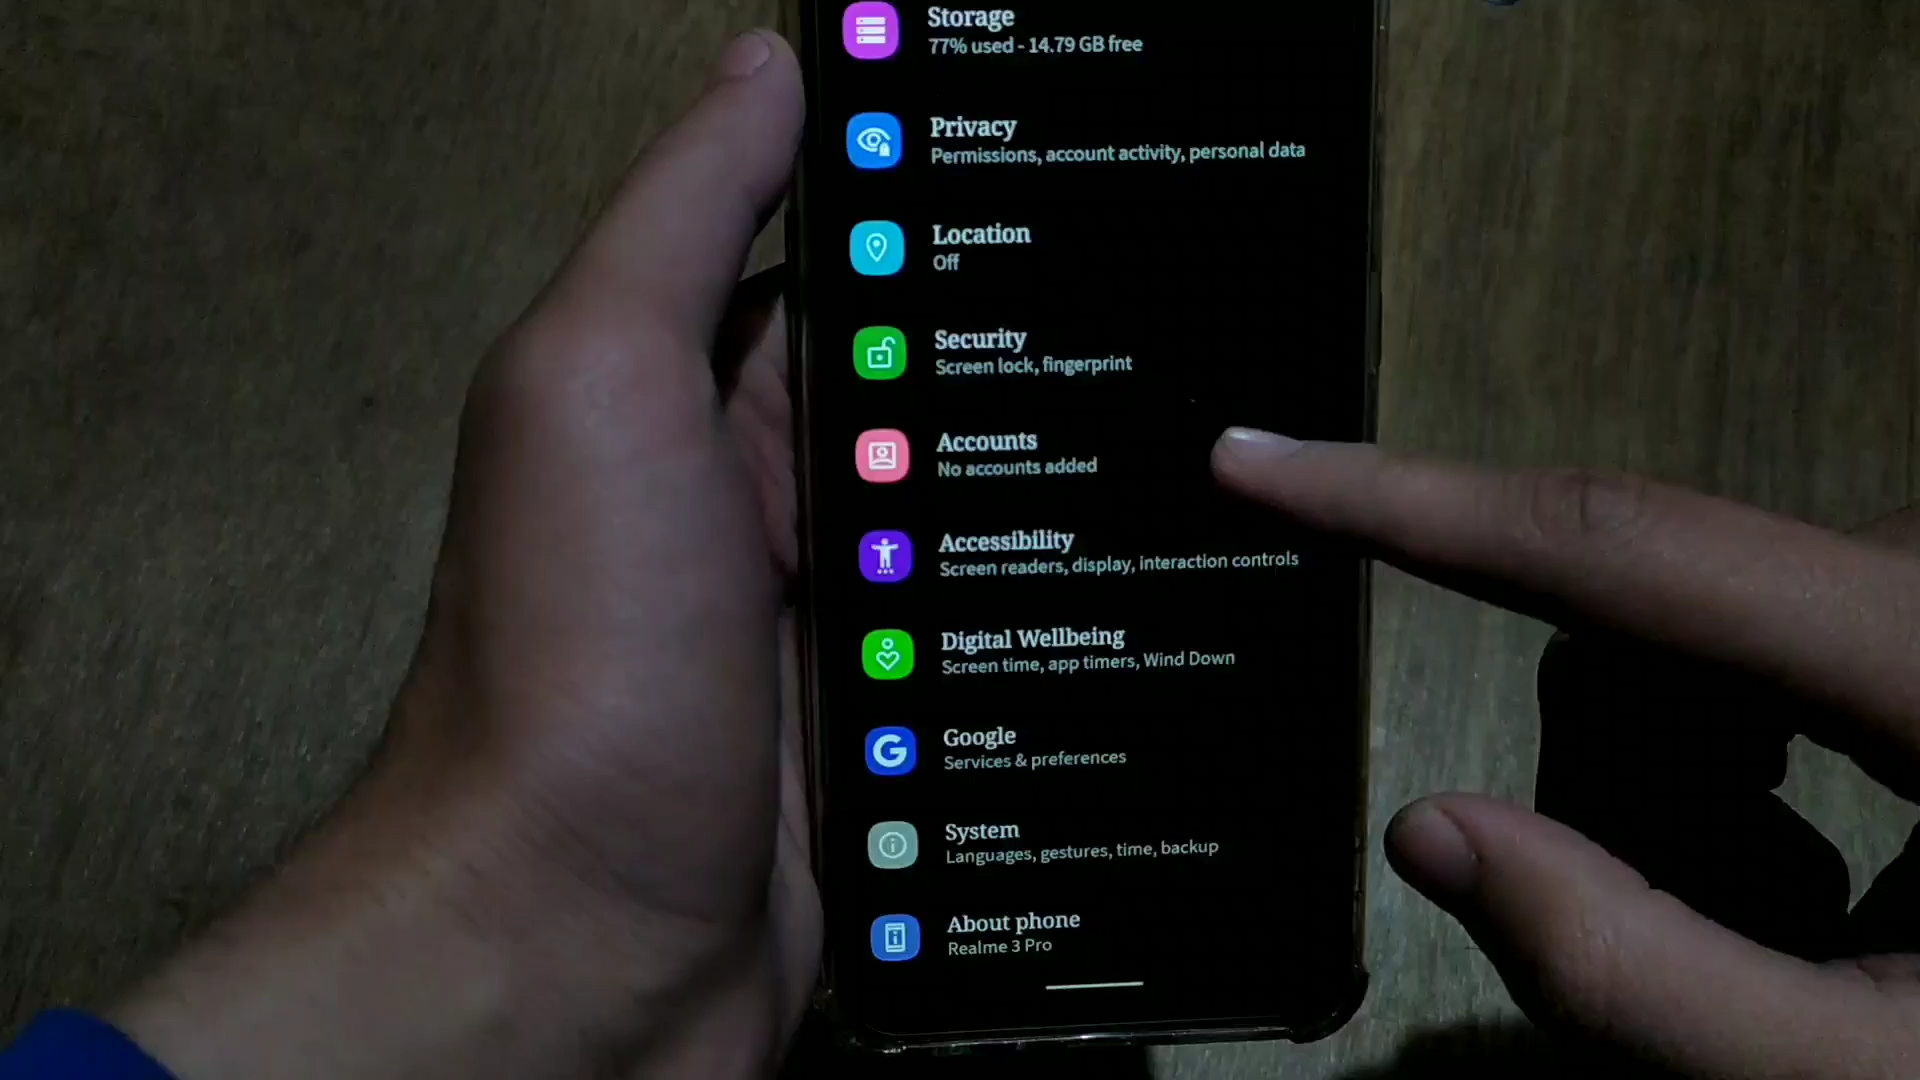 Storage
77% used - 14.79 GB free
Privacy
Permissions, account activity, personal data
Location
Off
Security
Screen lock, fingerprint
Accounts
No accounts added
Accessibility
Screen readers, display, interaction controls
Digital Wellbeing
Screen time, app timers, Wind Down
Google
Services & preferences
System
Languages, gestures, time, backup
About phone
Realme 3 Pro